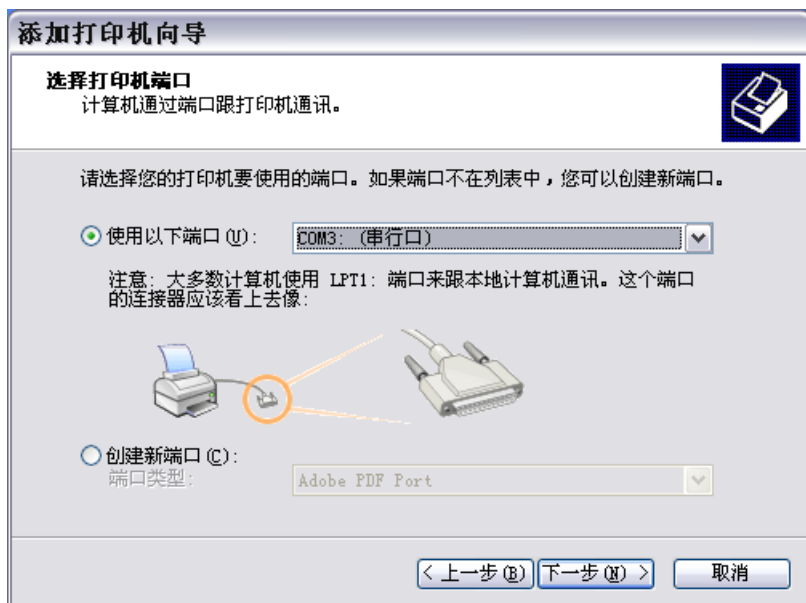 添加打印机向导
选择打印机端口
计算机通过端口跟打印机通讯。
请选择您的打印机要使用的端口。如果端口不在列表中，您可以创建新端口。
使用以下端口(U): COM3: (串行口)
注意: 大多数计算机使用 LPT1: 端口来跟本地计算机通讯。这个端口
的连接器应该看上去像:
创建新端口(C):
端口类型: Adobe PDF Port
< 上一步(B) 下一步(N) > 取消